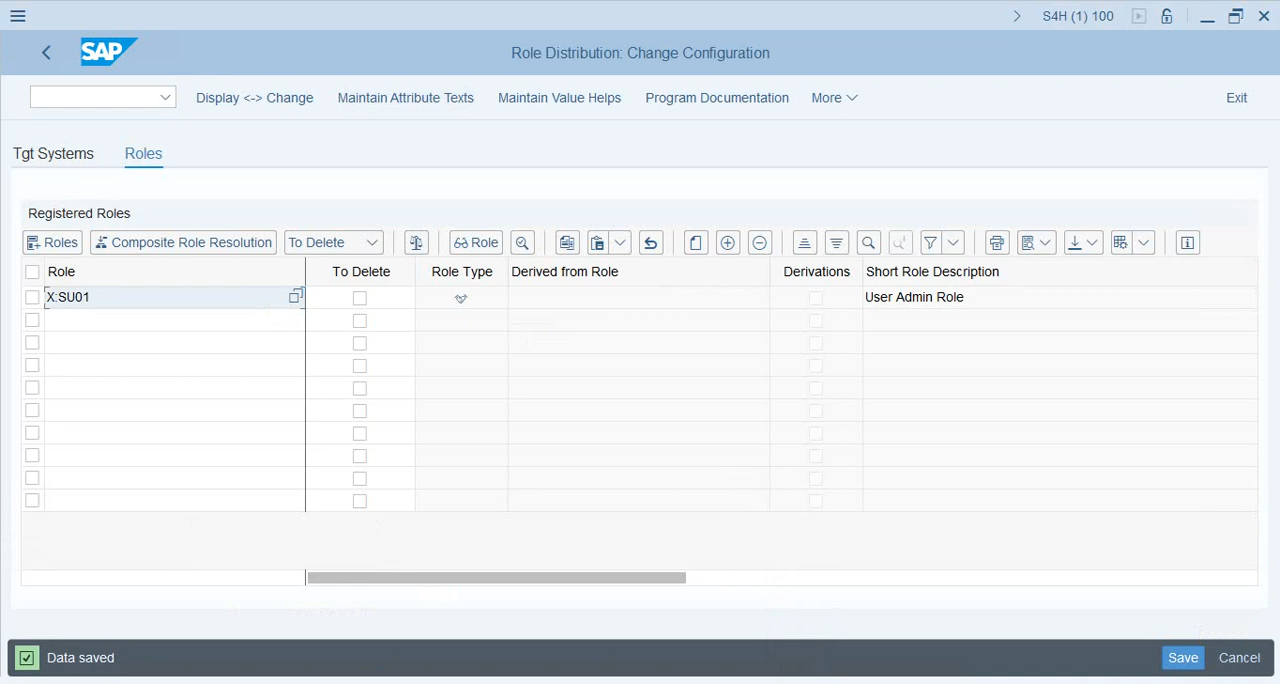 S4H (1) 100
SAP
Role Distribution: Change Configuration
Display <-> Change Maintain Attribute Texts Maintain Value Helps Program Documentation More Exit
Tgt Systems Roles
Registered Roles
Roles Composite Role Resolution To Delete Role
Role To Delete Role Type Derived from Role Derivations Short Role Description
X:SU01 User Admin Role
Data saved Save Cancel